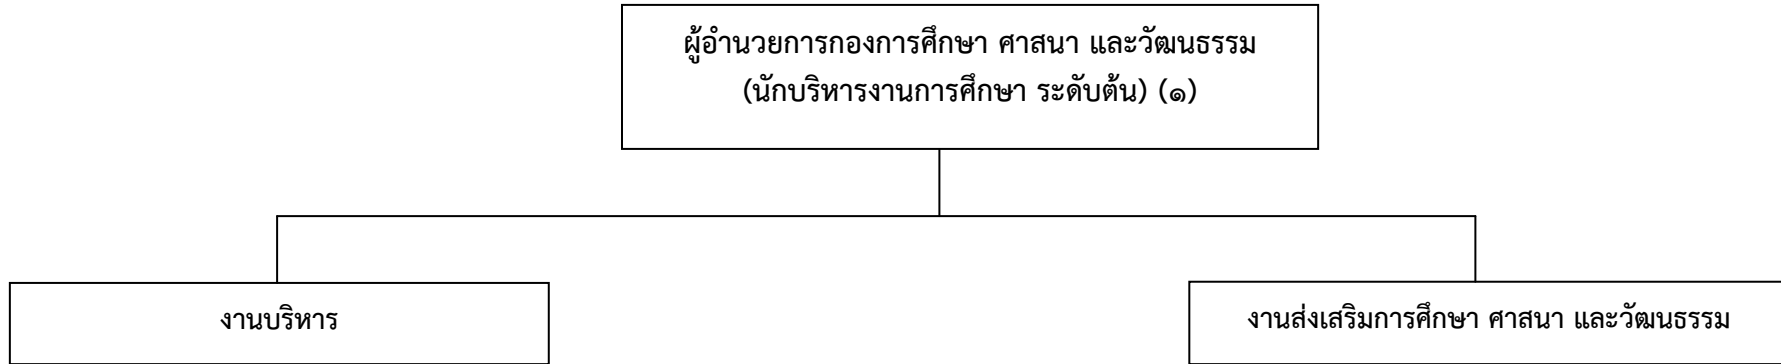 ผู้อำนวยการกองการศึกษา ศาสนา และวัฒนธรรม
(นักบริหารงานการศึกษา ระดับต้น) (๑)
งานบริหาร
งานส่งเสริมการศึกษา ศาสนา และวัฒนธรรม